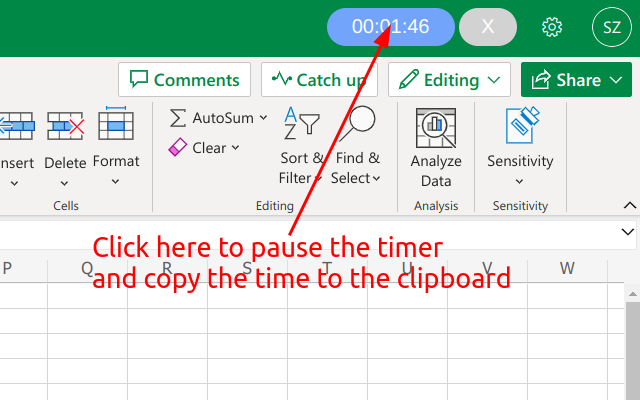 00:01:46 X SZ
Comments Catch up Editing Share
AutoSum
Clear
Insert Delete Format
Sort & Filter
Find & Select
Analyze Data
Sensitivity
Cells Editing Analysis Sensitivity
Click here to pause the timer
and copy the time to the clipboard
P Q R S T U V W